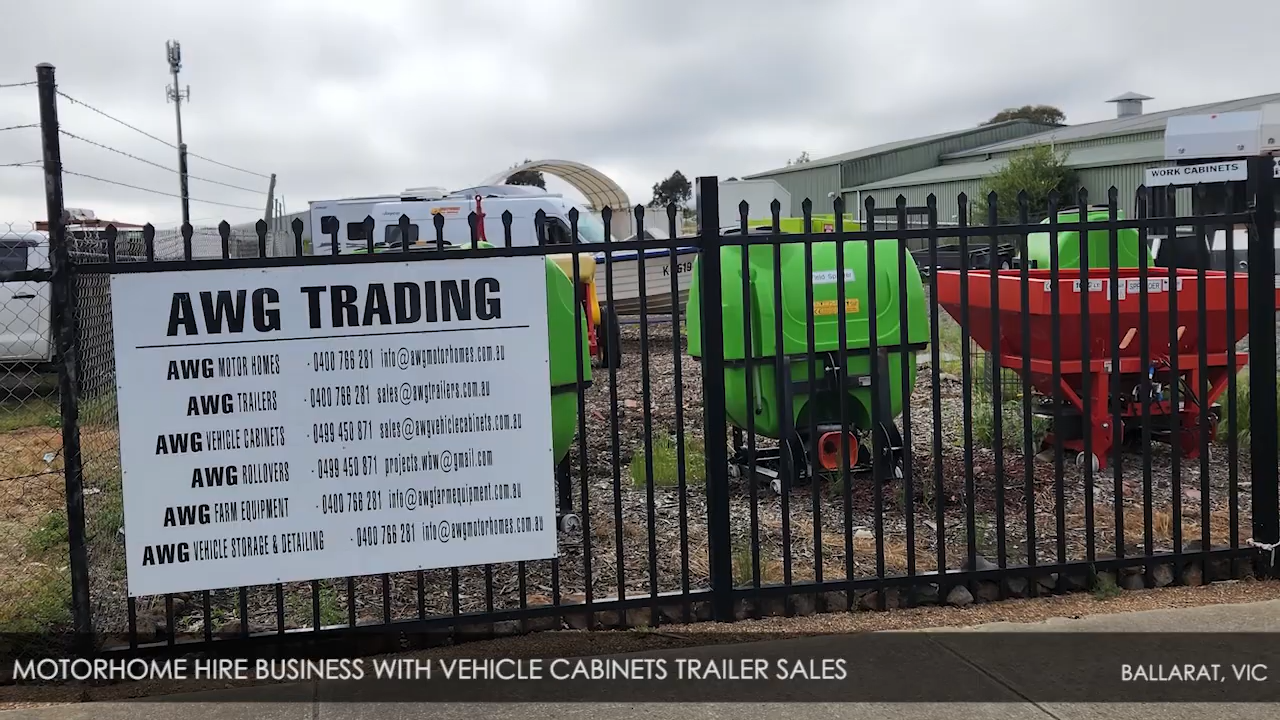 WORK CABINETS
AWG TRADING
AWG MOTOR HOMES · 0400 766 281 info@awgmotorhomes.com.au
AWG TRAILERS · 0400 766 281 sales@awgtrailers.com.au
AWG VEHICLE CABINETS · 0499 450 871 sales@awgvehiclecabinets.com.au
AWG ROLLOVERS · 0499 450 871 projects.wbw@gmail.com
AWG FARM EQUIPMENT · 0400 766 281 info@awgfarmequipment.com.au
AWG VEHICLE STORAGE & DETAILING · 0400 766 281 info@awgmotorhomes.com.au
MOTORHOME HIRE BUSINESS WITH VEHICLE CABINETS TRAILER SALES
BALLARAT, VIC